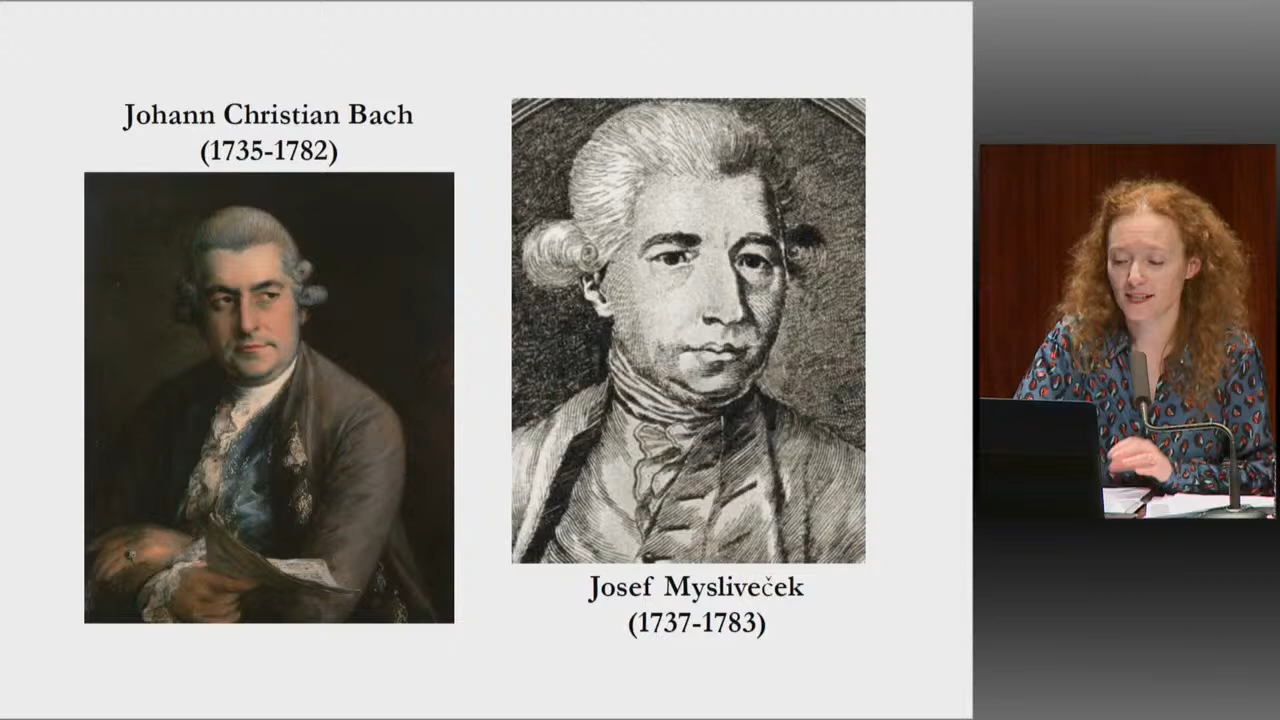 Johann Christian Bach
(1735-1782)
Josef Mysliveček
(1737-1783)